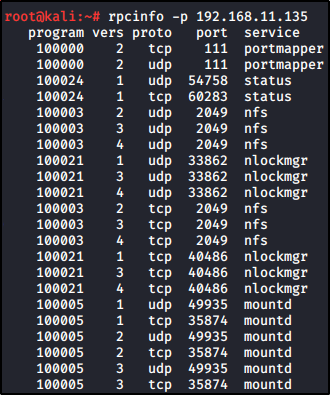 root@kali:~# rpcinfo -p 192.168.11.135
program vers proto port service
100000 2 tcp 111 portmapper
100000 2 udp 111 portmapper
100024 1 udp 54758 status
100024 1 tcp 60283 status
100003 2 udp 2049 nfs
100003 3 udp 2049 nfs
100003 4 udp 2049 nfs
100021 1 udp 33862 nlockmgr
100021 3 udp 33862 nlockmgr
100021 4 udp 33862 nlockmgr
100003 2 tcp 2049 nfs
100003 3 tcp 2049 nfs
100003 4 tcp 2049 nfs
100021 1 tcp 40486 nlockmgr
100021 3 tcp 40486 nlockmgr
100021 4 tcp 40486 nlockmgr
100005 1 udp 49935 mountd
100005 1 tcp 35874 mountd
100005 2 udp 49935 mountd
100005 2 tcp 35874 mountd
100005 3 udp 49935 mountd
100005 3 tcp 35874 mountd